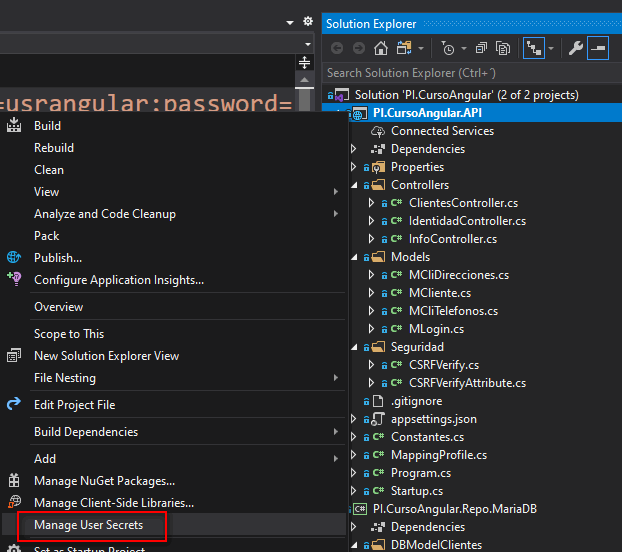 Solution Explorer
Search Solution Explorer (Ctrl+`)
Solution 'PI.CursoAngular' (2 of 2 projects)
PI.CursoAngular.API
Connected Services
Dependencies
Properties
Controllers
C# ClientesController.cs
C# IdentidadController.cs
C# InfoController.cs
Models
C# MCliDirecciones.cs
C# MCliente.cs
C# MCliTelefonos.cs
C# MLogin.cs
Seguridad
C# CSRFVerify.cs
C# CSRFVerifyAttribute.cs
.gitignore
appsettings.json
C# Constantes.cs
C# MappingProfile.cs
C# Program.cs
C# Startup.cs
C# PI.CursoAngular.Repo.MariaDB
Dependencies
DBModelClientes
=usrangular;password=
Build
Rebuild
Clean
View
Analyze and Code Cleanup
Pack
Publish...
Configure Application Insights...
Overview
Scope to This
New Solution Explorer View
File Nesting
Edit Project File
Build Dependencies
Add
Manage NuGet Packages...
Manage Client-Side Libraries...
Manage User Secrets
Set as Startup Project